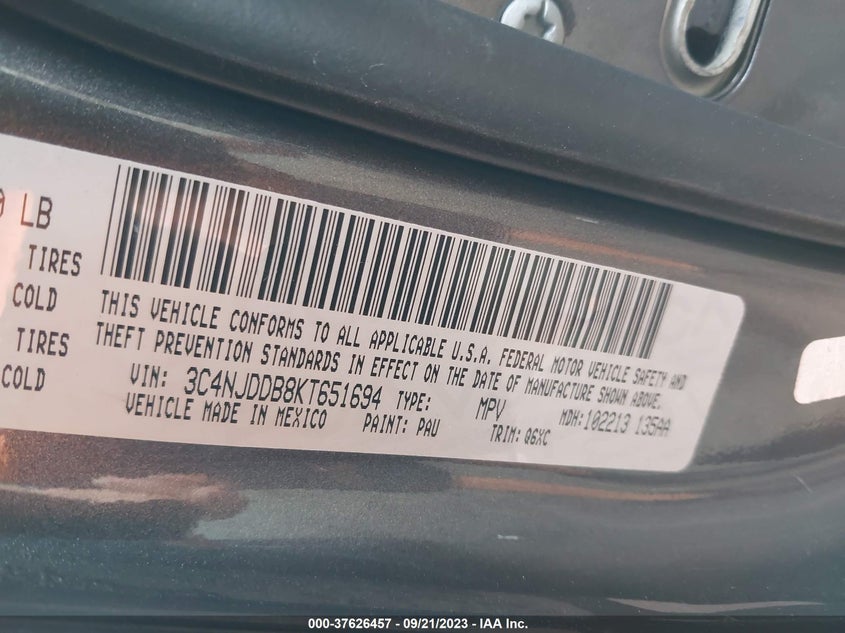 0 LB
TIRES
COLD
TIRES
COLD
THIS VEHICLE CONFORMS TO ALL APPLICABLE U.S.A. FEDERAL MOTOR VEHICLE SAFETY AND
THEFT PREVENTION STANDARDS IN EFFECT ON THE DATE OF MANUFACTURE SHOWN ABOVE.
VIN: 3C4NJDDB8KT651694 TYPE: MPV MDH:102213 135AA
VEHICLE MADE IN MEXICO PAINT: PAU TRIM: Q6XC
000-37626457 - 09/21/2023 - IAA Inc.